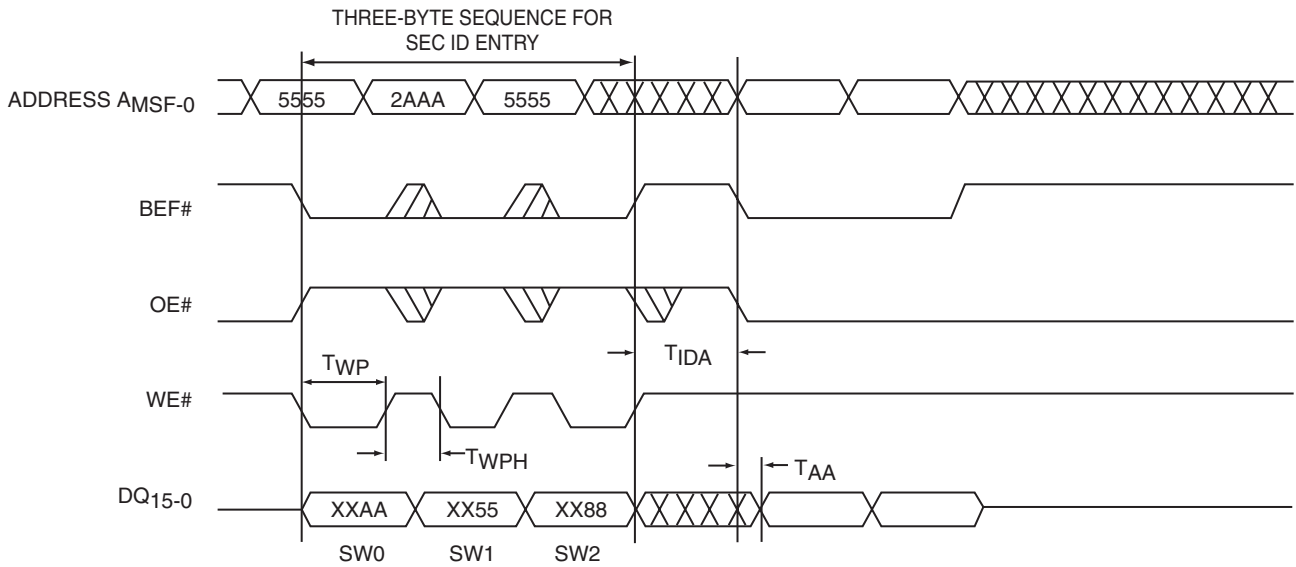 THREE-BYTE SEQUENCE FOR
SEC ID ENTRY
ADDRESS AMSF-0
5555
2AAA
5555
BEF#
OE#
TIDA
TWP
WE#
TWPH
TAA
DQ15-0
XXAA
XX55
XX88
SW0
SW1
SW2